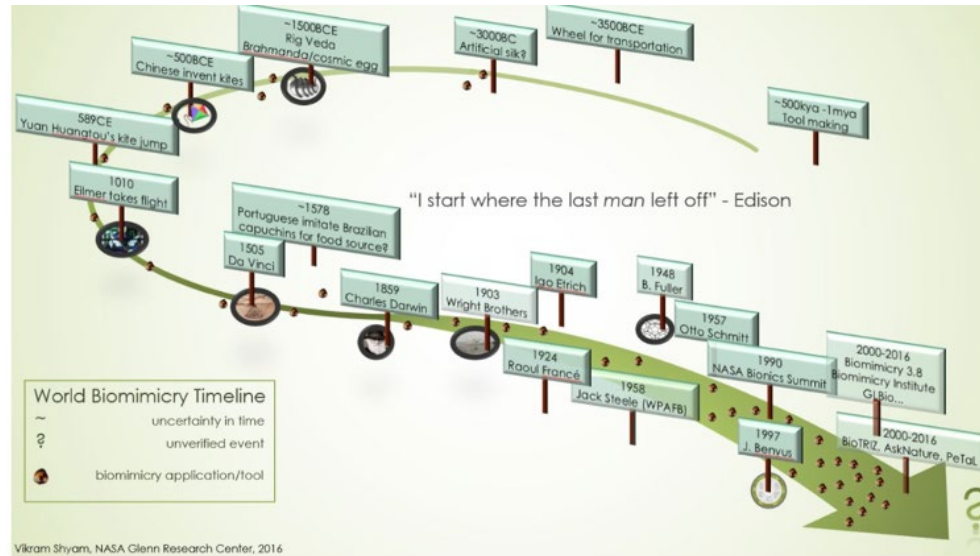 ~500kya -1mya
Tool making
~3500BCE
Wheel for transportation
~3000BC
Artificial silk?
~1500BCE
Rig Veda
Brahmanda/cosmic egg
~500BCE
Chinese invent kites
589CE
Yuan Huanatou's kite jump
1010
Eilmer takes flight
"I start where the last man left off" - Edison
1505
Da Vinci
~1578
Portuguese imitate Brazilian
capuchins for food source?
1859
Charles Darwin
1903
Wright Brothers
1904
Igo Etrich
1924
Raoul Francé
1948
B. Fuller
1957
Otto Schmitt
1958
Jack Steele (WPAFB)
1990
NASA Bionics Summit
1997
J. Benyus
2000-2016
Biomimicry 3.8
Biomimicry Institute
GLBio...
2000-2016
BioTRIZ, AskNature, PeTaL
?
World Biomimicry Timeline
~ uncertainty in time
? unverified event
biomimicry application/tool
Vikram Shyam, NASA Glenn Research Center, 2016